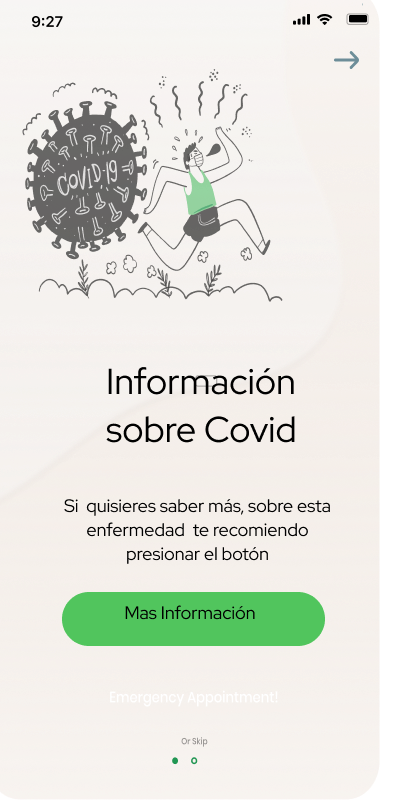 9:27
COVID-19
Información
sobre Covid
Si quisieres saber más, sobre esta
enfermedad te recomiendo
presionar el botón
Mas Información
Emergency Appointment!
Or Skip